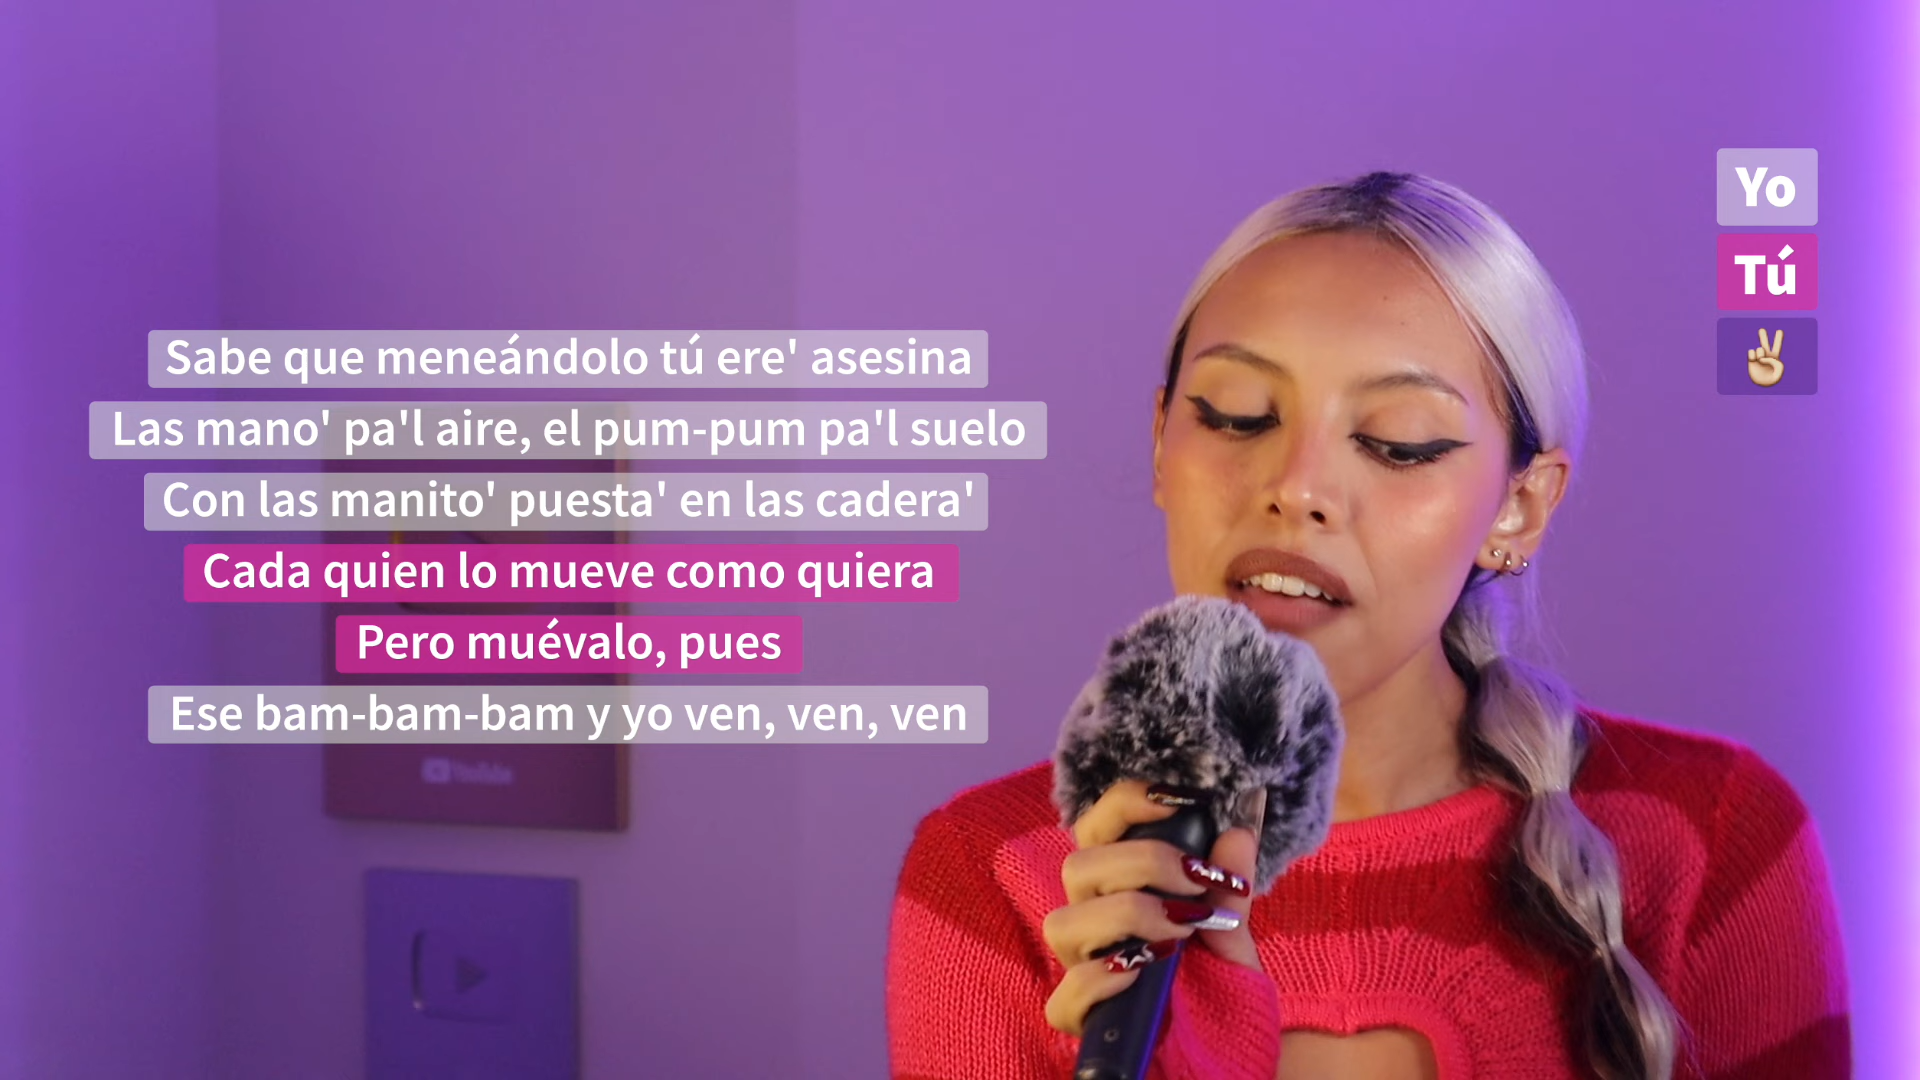 Yo
Tú
✌
Sabe que meneándolo tú ere' asesina
Las mano' pa'l aire, el pum-pum pa'l suelo
Con las manito' puesta' en las cadera'
Cada quien lo mueve como quiera
Pero muévalo, pues
Ese bam-bam-bam y yo ven, ven, ven
YouTube